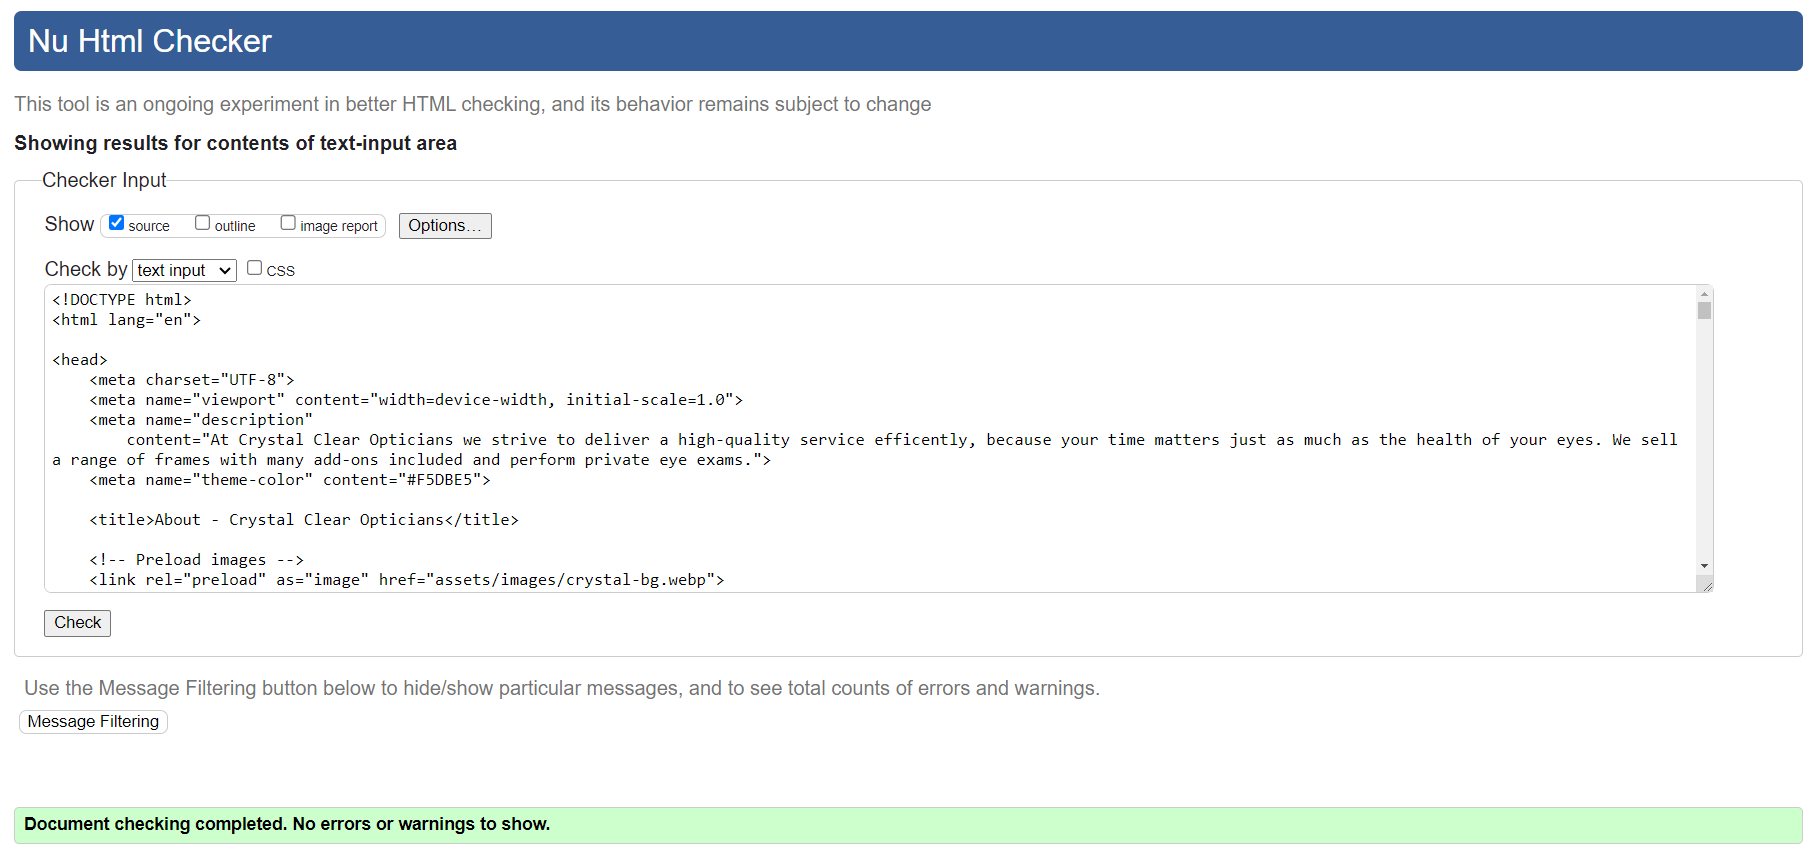 Nu Html Checker
This tool is an ongoing experiment in better HTML checking, and its behavior remains subject to change
Showing results for contents of text-input area
Checker Input
Show source outline image report Options...
Check by text input CSS
<!DOCTYPE html>
<html lang="en">
<head>
<meta charset="UTF-8">
<meta name="viewport" content="width=device-width, initial-scale=1.0">
<meta name="description"
content="At Crystal Clear Opticians we strive to deliver a high-quality service efficently, because your time matters just as much as the health of your eyes. We sell
a range of frames with many add-ons included and perform private eye exams.">
<meta name="theme-color" content="#F5DBE5">
<title>About - Crystal Clear Opticians</title>
<!-- Preload images -->
<link rel="preload" as="image" href="assets/images/crystal-bg.webp">
Check
Use the Message Filtering button below to hide/show particular messages, and to see total counts of errors and warnings.
Message Filtering
Document checking completed. No errors or warnings to show.